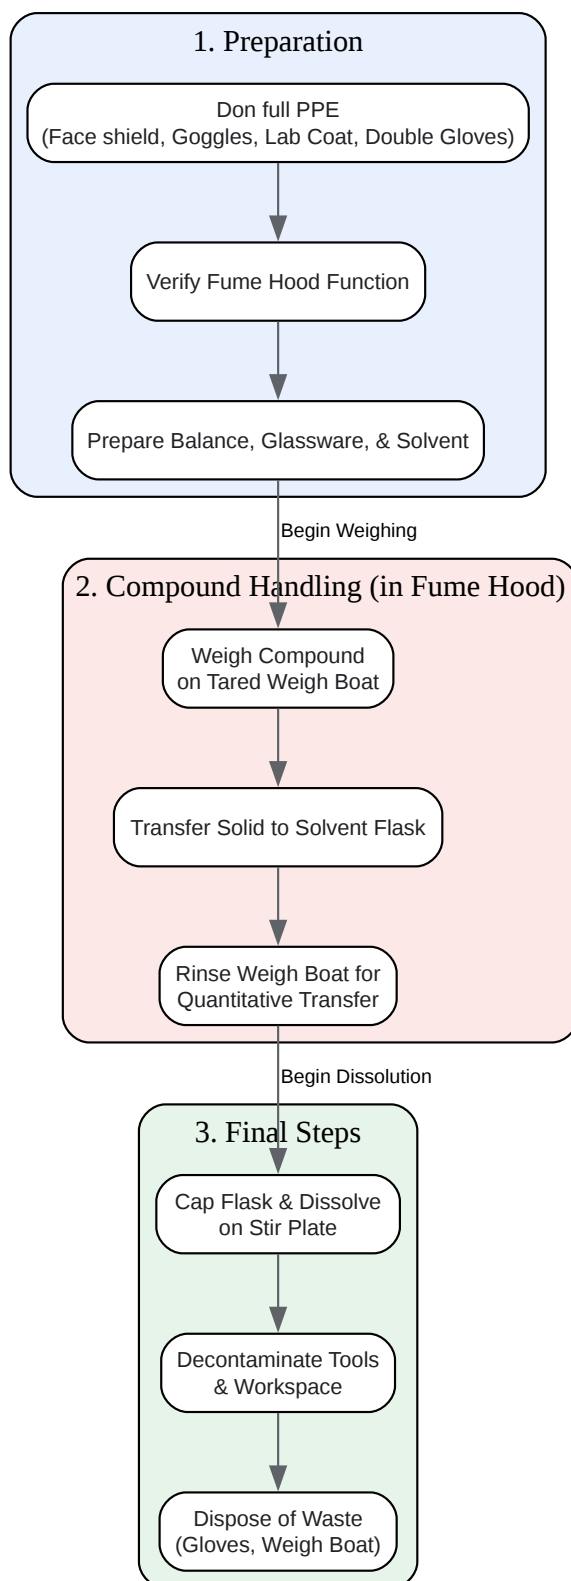 1. Preparation
Don full PPE
(Face shield, Goggles, Lab Coat, Double Gloves)
Verify Fume Hood Function
Prepare Balance, Glassware, & Solvent
Begin Weighing
2. Compound Handling (in Fume Hood)
Weigh Compound
on Tared Weigh Boat
Transfer Solid to Solvent Flask
Rinse Weigh Boat for
Quantitative Transfer
Begin Dissolution
3. Final Steps
Cap Flask & Dissolve
on Stir Plate
Decontaminate Tools
& Workspace
Dispose of Waste
(Gloves, Weigh Boat)